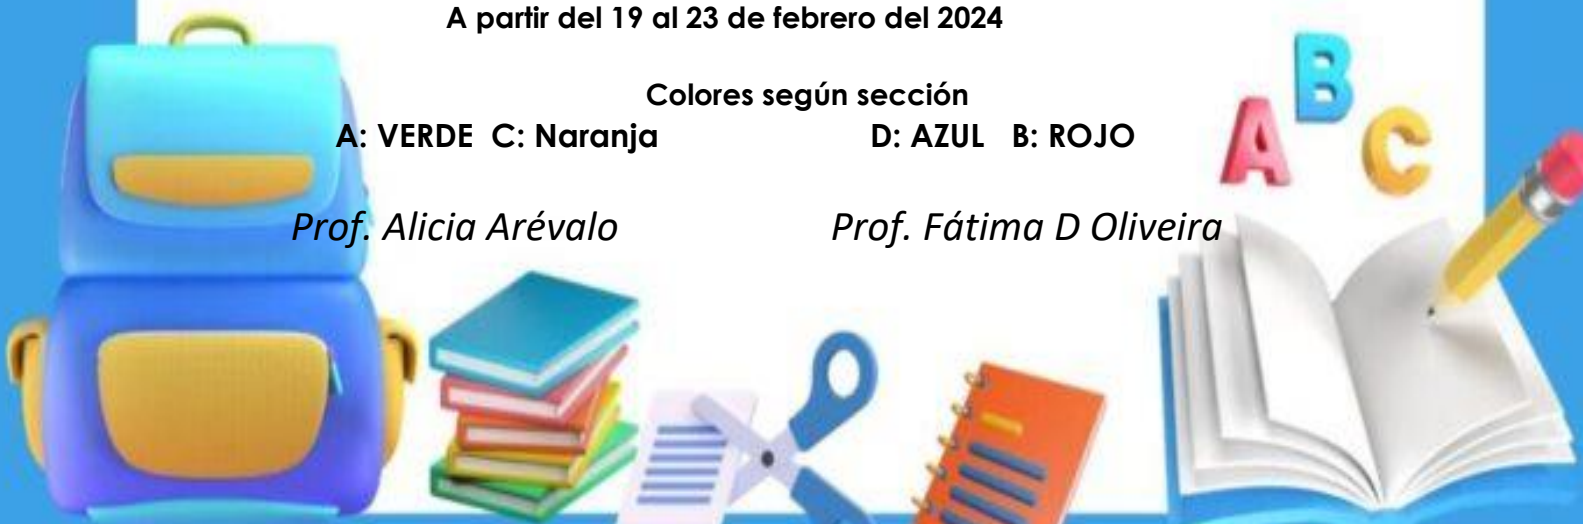 A partir del 19 al 23 de febrero del 2024
Colores según sección
A: VERDE C: Naranja D: AZUL B: ROJO
Prof. Alicia Arévalo Prof. Fátima D Oliveira
A B C